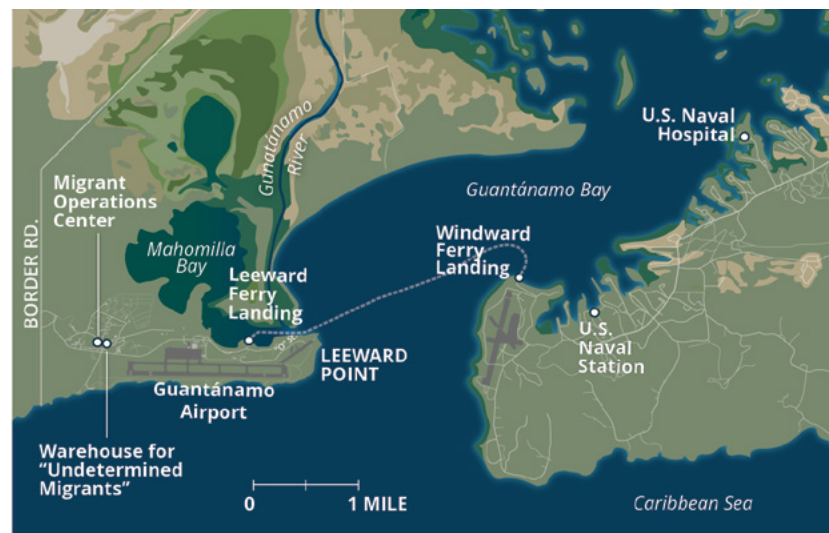 U.S. Naval
Hospital
Gunatánamo
River
Migrant
Operations
Center
Guantánamo Bay
Windward
Ferry
Landing
Mahomilla
Bay
Leeward
Ferry
Landing
BORDER RD.
U.S.
Naval
Station
LEEWARD
POINT
Guantánamo
Airport
Warehouse for
“Undetermined
Migrants”
0 1 MILE
Caribbean Sea